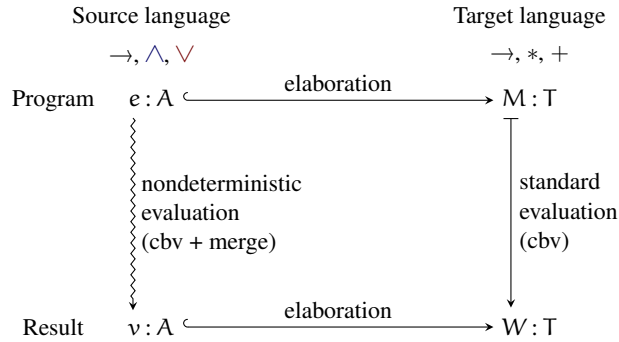 Source language Target language
→, ∧, ∨ →, ∗, +
Program e : A elaboration M : T
nondeterministic
evaluation
(cbv + merge)
standard
evaluation
(cbv)
Result v : A elaboration W : T